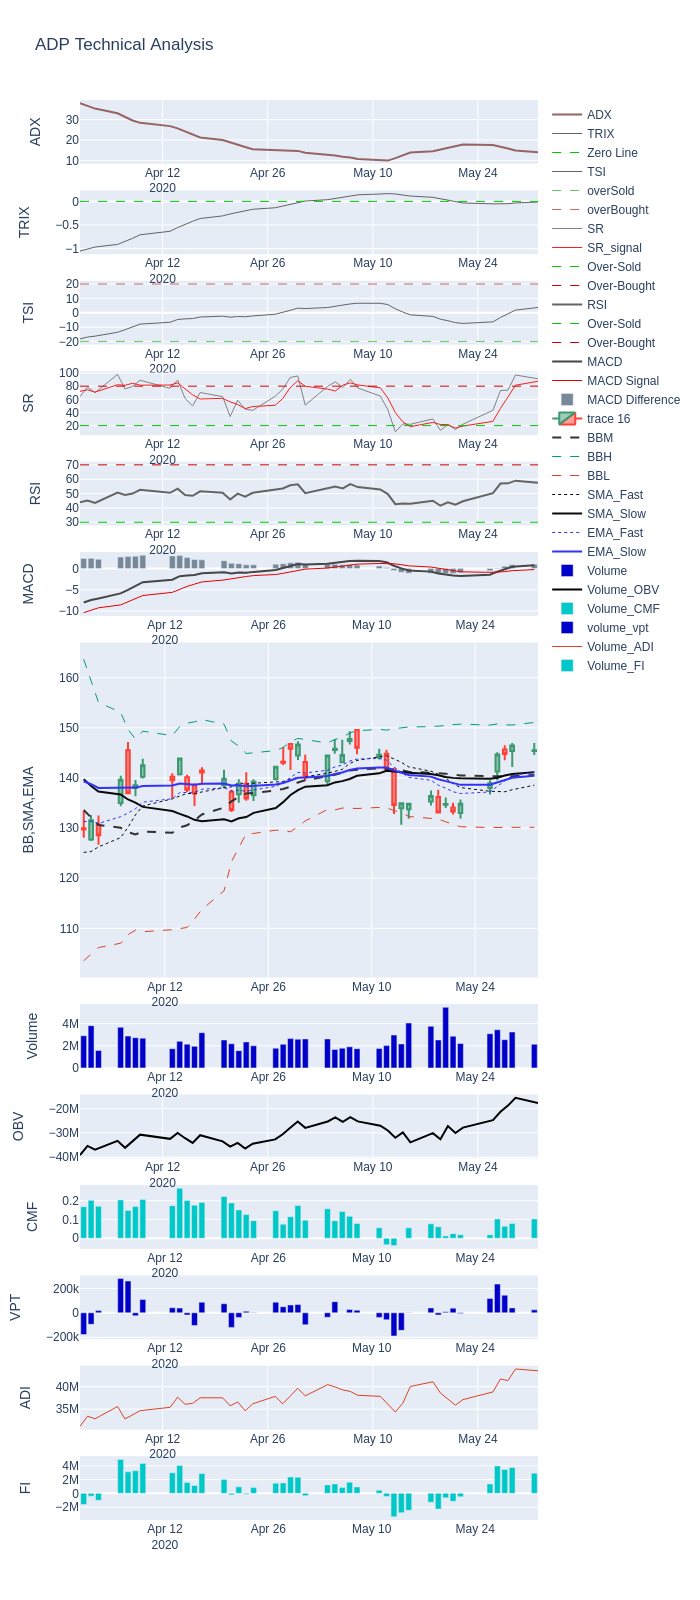 ADP Technical Analysis
ADX
30
20
10
Apr 12
2020
Apr 26
May 10
May 24
TRIX
0
−0.5
−1
Apr 12
2020
Apr 26
May 10
May 24
TSI
20
10
0
−10
−20
Apr 12
2020
Apr 26
May 10
May 24
SR
100
80
60
40
20
Apr 12
2020
Apr 26
May 10
May 24
RSI
70
60
50
40
30
Apr 12
2020
Apr 26
May 10
May 24
MACD
0
−5
−10
Apr 12
2020
Apr 26
May 10
May 24
BB,SMA,EMA
160
150
140
130
120
110
Apr 12
2020
Apr 26
May 10
May 24
Volume
4M
2M
0
Apr 12
2020
Apr 26
May 10
May 24
OBV
−20M
−30M
−40M
Apr 12
2020
Apr 26
May 10
May 24
CMF
0.2
0.1
0
Apr 12
2020
Apr 26
May 10
May 24
VPT
200k
0
−200k
Apr 12
2020
Apr 26
May 10
May 24
ADI
40M
35M
Apr 12
2020
Apr 26
May 10
May 24
FI
4M
2M
0
−2M
Apr 12
2020
Apr 26
May 10
May 24
ADX
TRIX
Zero Line
TSI
overSold
overBought
SR
SR_signal
Over-Sold
Over-Bought
RSI
Over-Sold
Over-Bought
MACD
MACD Signal
MACD Difference
trace 16
BBM
BBH
BBL
SMA_Fast
SMA_Slow
EMA_Fast
EMA_Slow
Volume
Volume_OBV
Volume_CMF
volume_vpt
Volume_ADI
Volume_FI